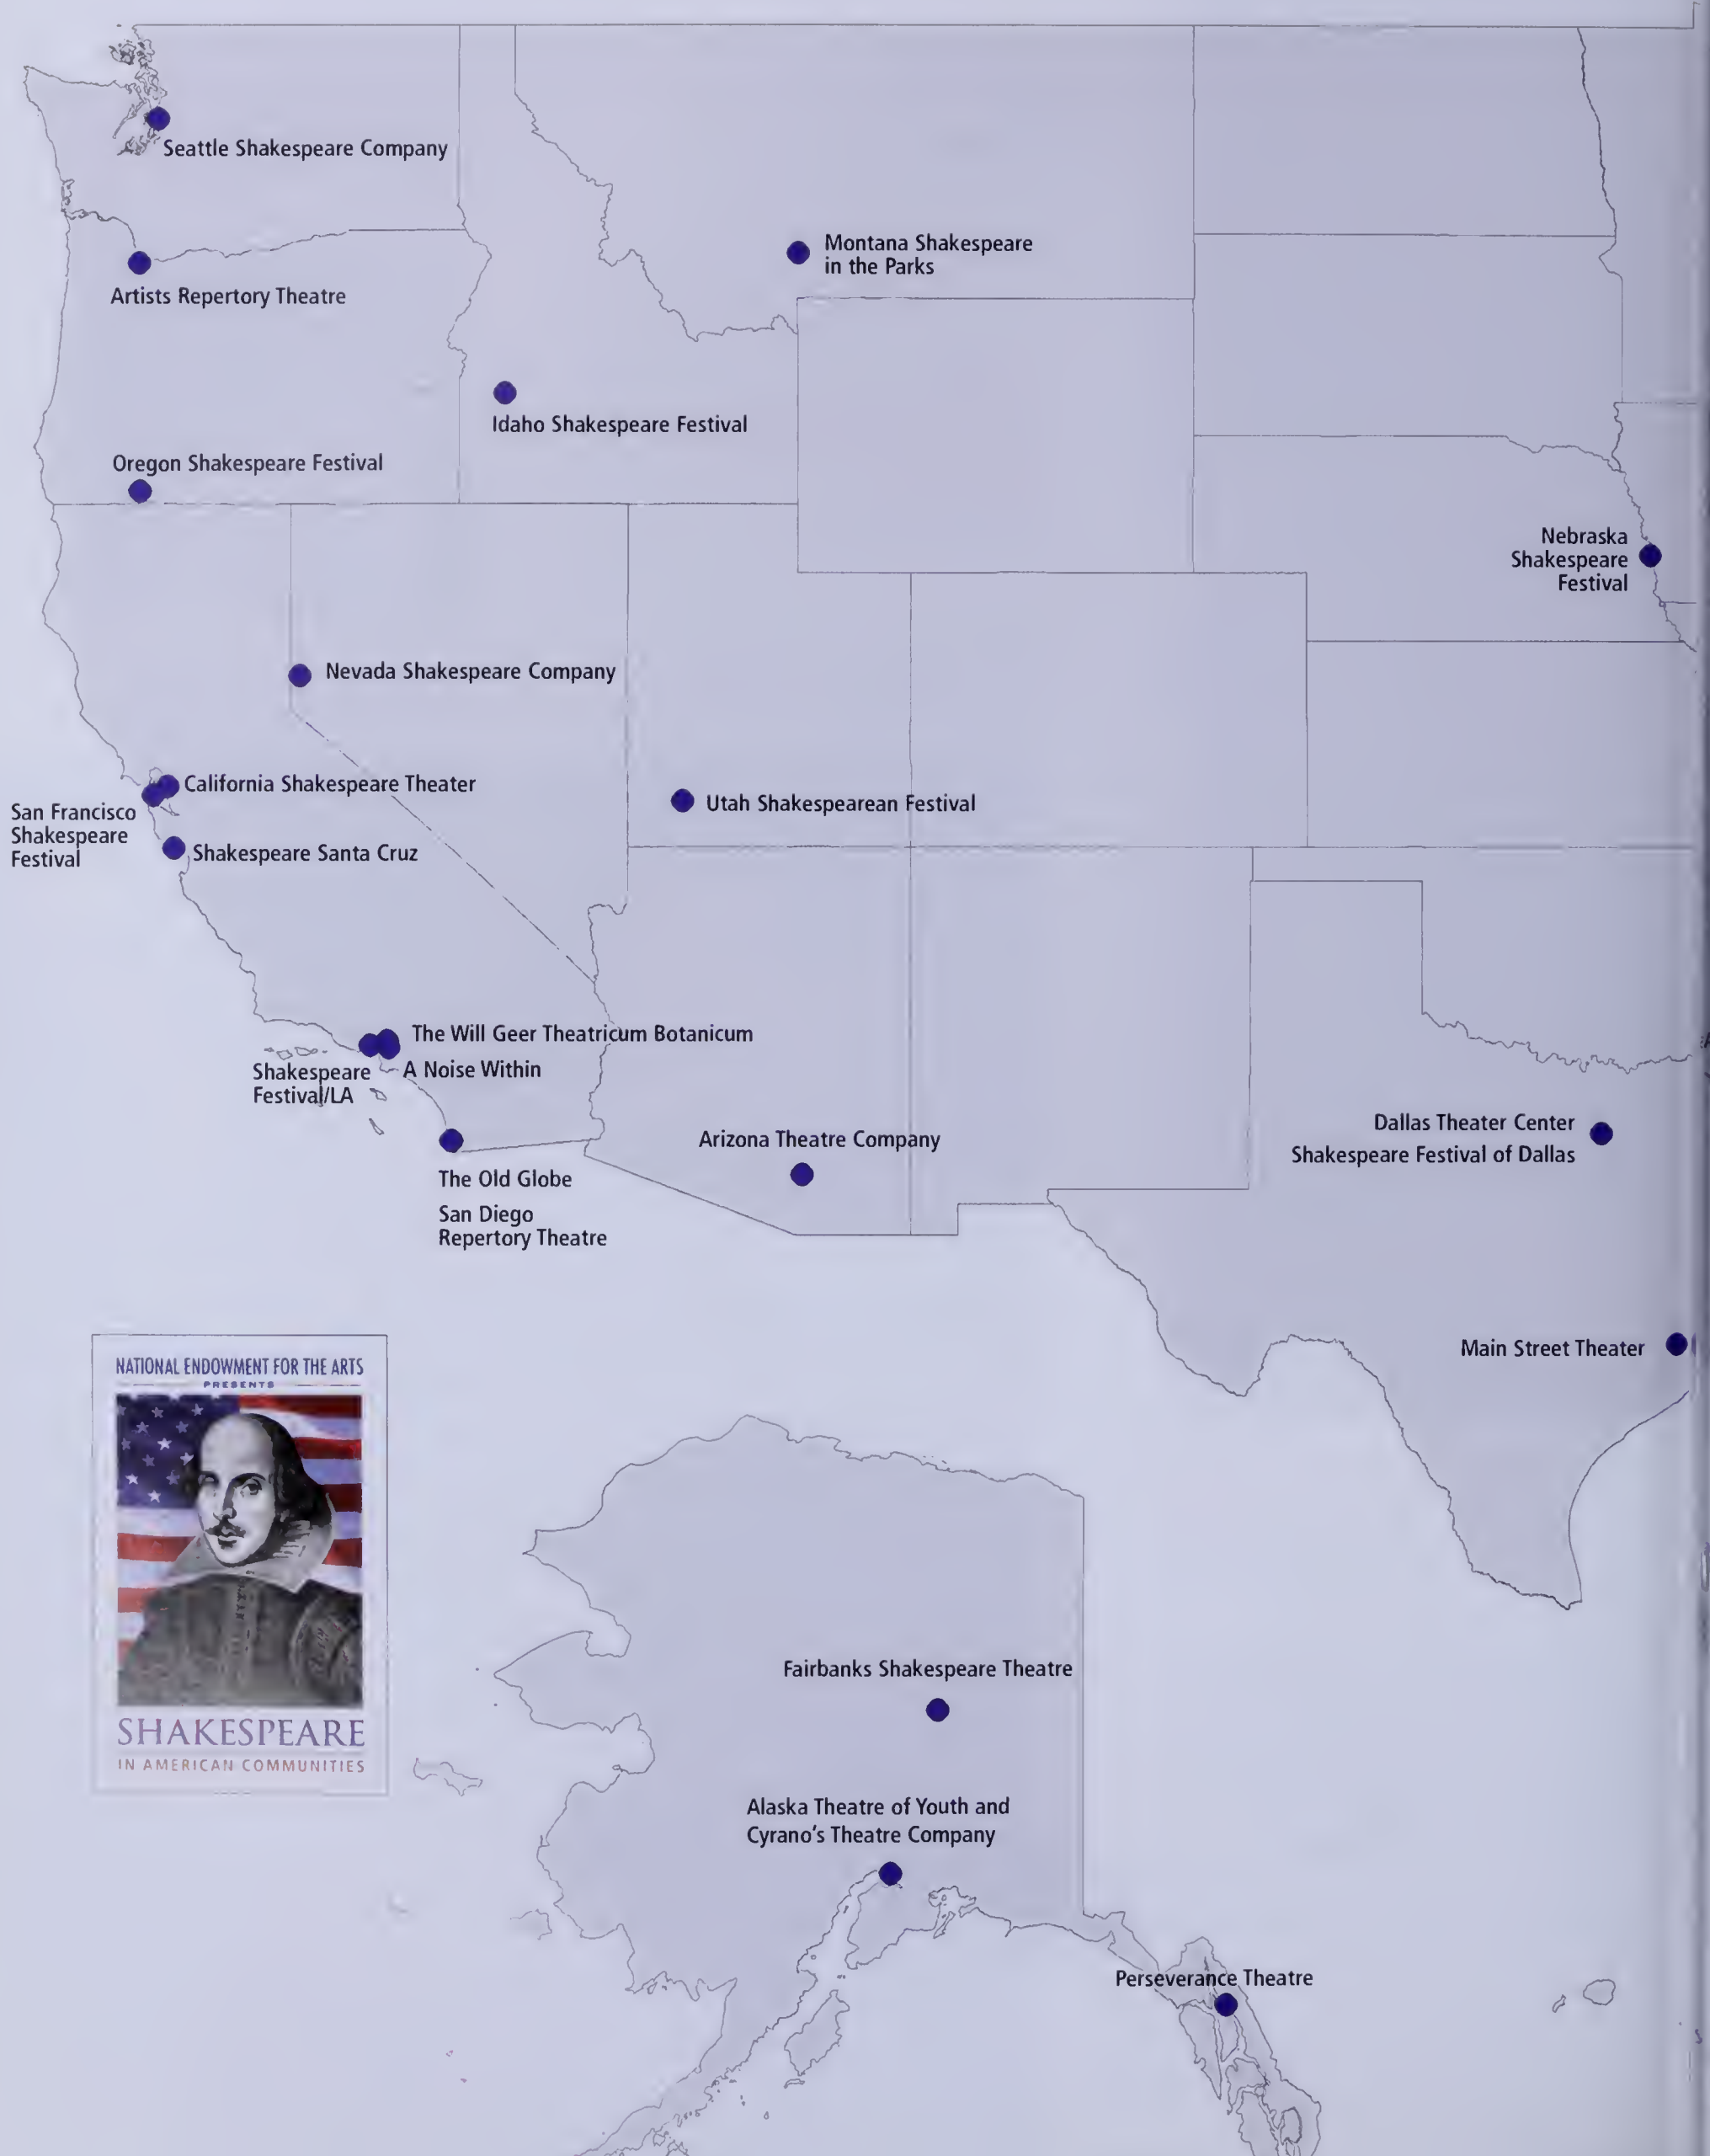 Seattle Shakespeare Company
Montana Shakespeare
in the Parks
Artists Repertory Theatre
Idaho Shakespeare Festival
Oregon Shakespeare Festival
Nebraska
Shakespeare
Festival
Nevada Shakespeare Company
California Shakespeare Theater
San Francisco
Shakespeare
Festival
Utah Shakespearean Festival
Shakespeare Santa Cruz
The Will Geer Theatricum Botanicum
A Noise Within
Shakespeare
Festival/LA
Arizona Theatre Company
Dallas Theater Center
Shakespeare Festival of Dallas
The Old Globe
San Diego
Repertory Theatre
Main Street Theater
NATIONAL ENDOWMENT FOR THE ARTS
PRESENTS
SHAKESPEARE
IN AMERICAN COMMUNITIES
Fairbanks Shakespeare Theatre
Alaska Theatre of Youth and
Cyrano's Theatre Company
Perseverance Theatre